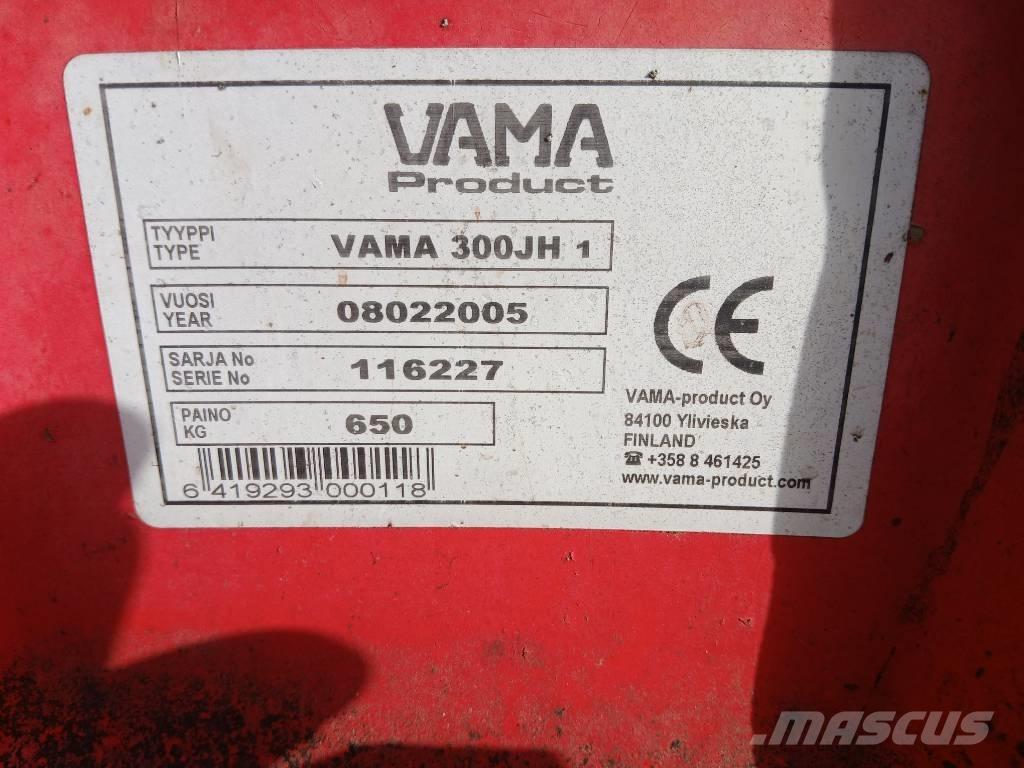 VAMA
Product
TYYPPI
TYPE
VAMA 300JH 1
VUOSI
YEAR
08022005
SARJA No
SERIE No
116227
PAINO
KG
650
6 419293 000118
CE
VAMA-product Oy
84100 Ylivieska
FINLAND
☎ +358 8 461425
www.vama-product.com
MASCUS